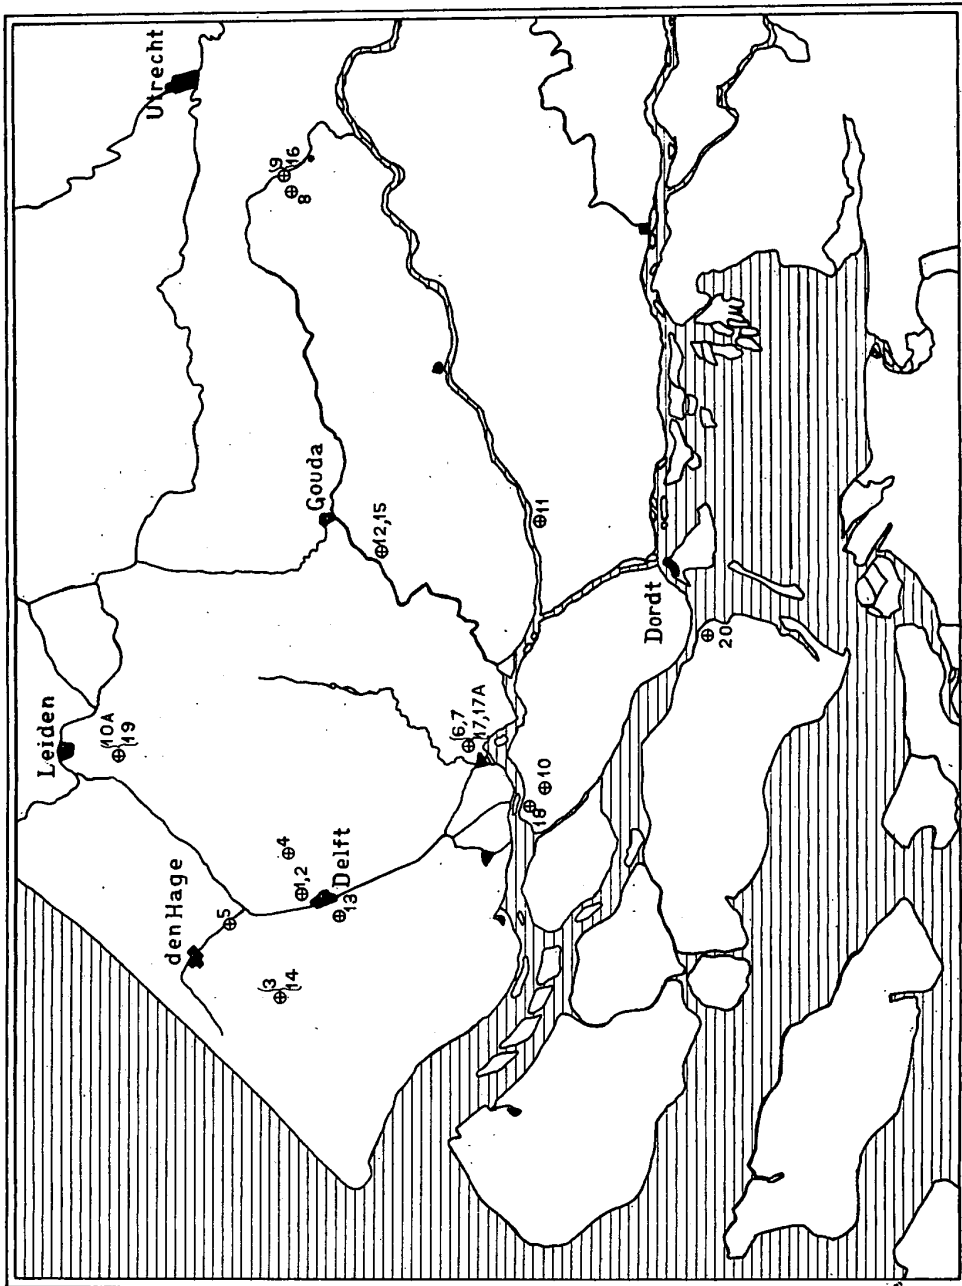 Utrecht
(9
16
8
Gouda
12,15
11
Leiden
(10A
(19
Dordt
20
(6,7
(17,17A
10
18
4
1,2
Delft
13
den Hage
5
(3
(14